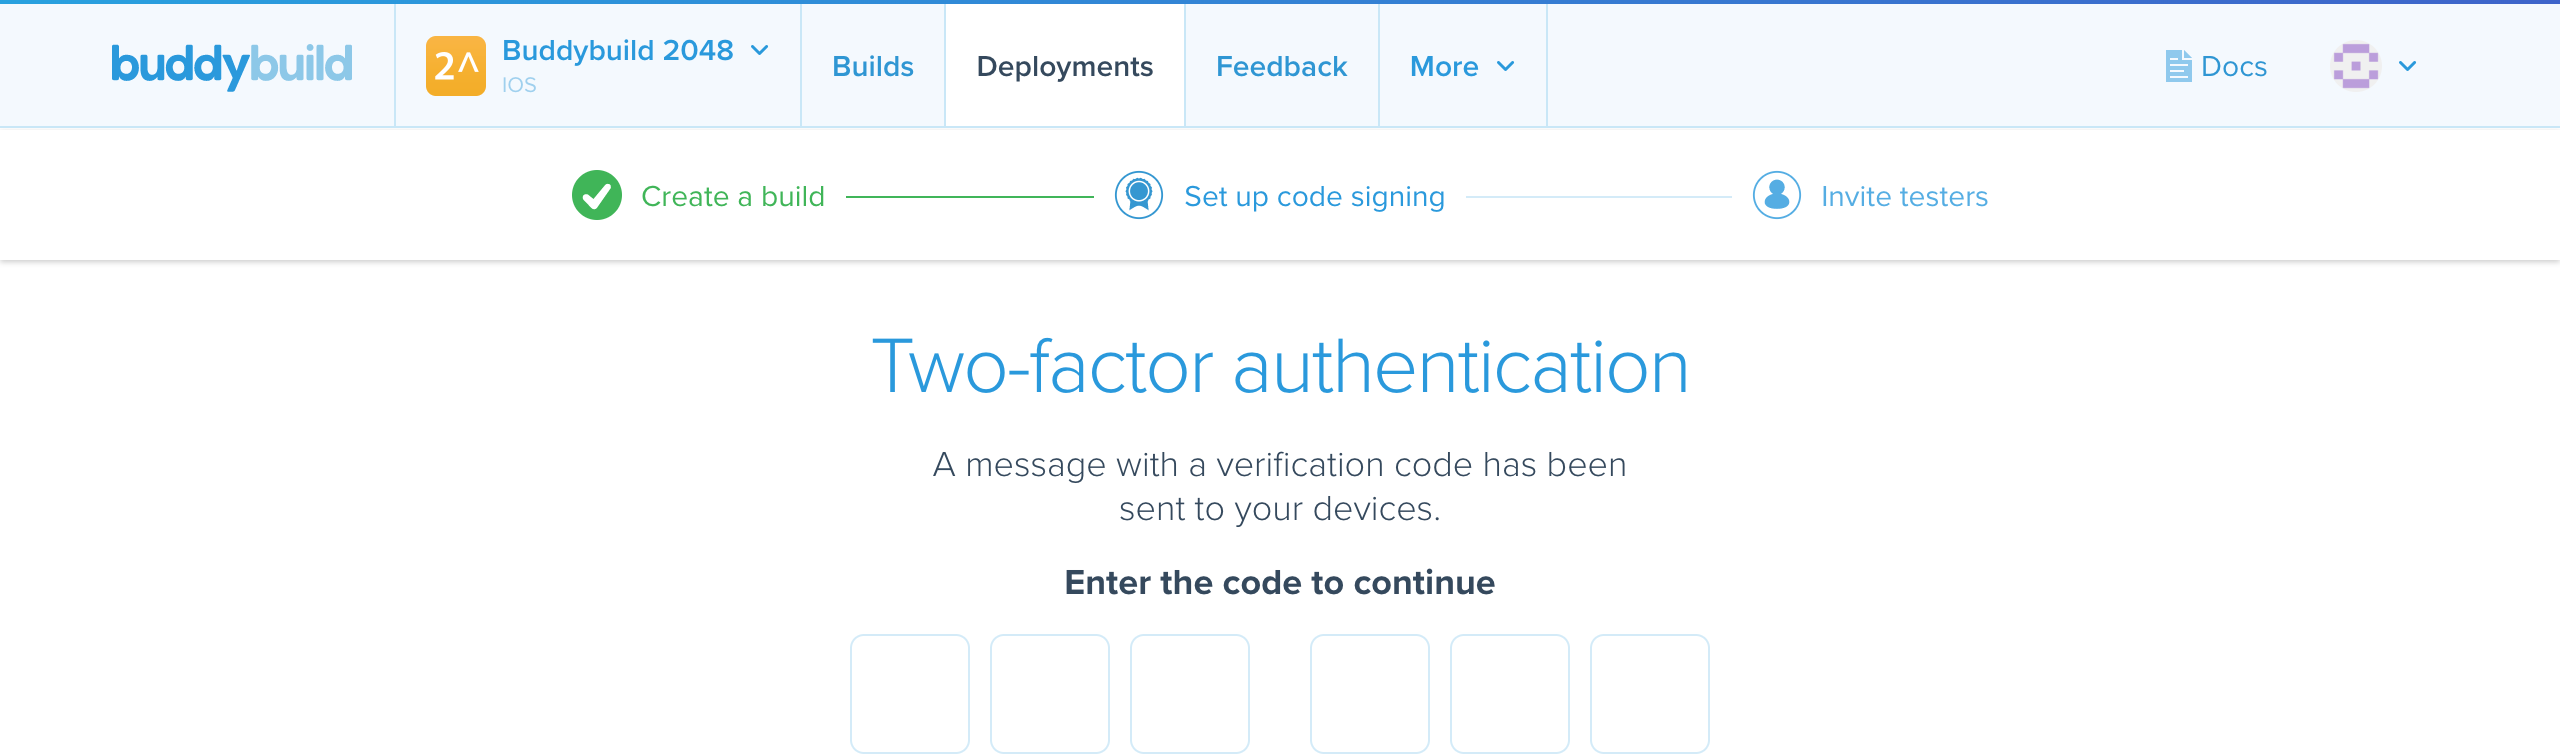 buddybuild
2^
Buddybuild 2048
IOS
Builds
Deployments
Feedback
More
Docs
Create a build
Set up code signing
Invite testers
Two-factor authentication
A message with a verification code has been
sent to your devices.
Enter the code to continue